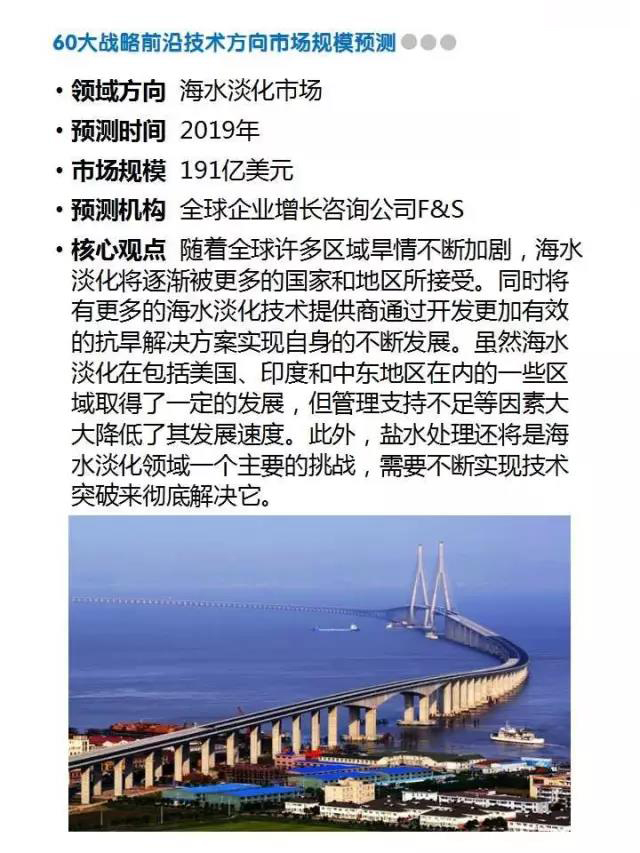 60大战略前沿技术方向市场规模预测
• 领域方向 海水淡化市场
• 预测时间 2019年
• 市场规模 191亿美元
• 预测机构 全球企业增长咨询公司F&S
• 核心观点 随着全球许多区域旱情不断加剧，海水
淡化将逐渐被更多的国家和地区所接受。同时将
有更多的海水淡化技术提供商通过开发更加有效
的抗旱解决方案实现自身的不断发展。虽然海水
淡化在包括美国、印度和中东地区在内的一些区
域取得了一定的发展，但管理支持不足等因素大
大降低了其发展速度。此外，盐水处理还将是海
水淡化领域一个主要的挑战，需要不断实现技术
突破来彻底解决它。